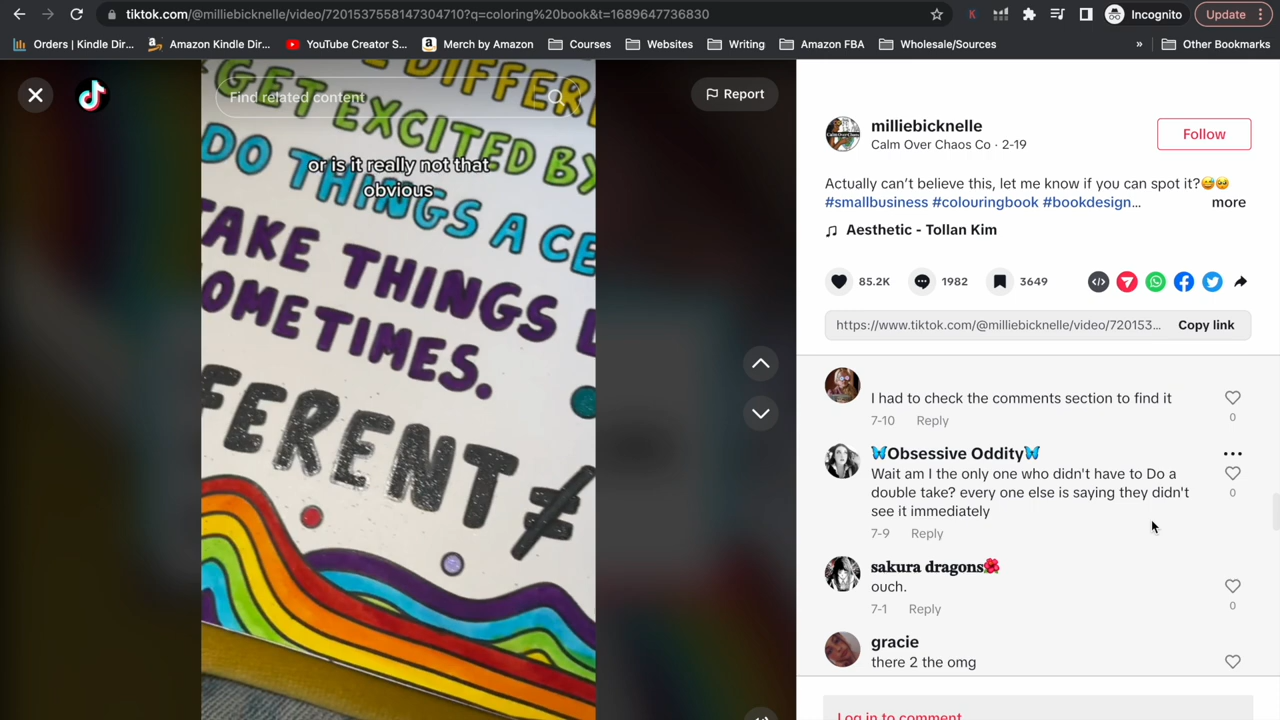 tiktok.com/@milliebicknelle/video/7201537558147304710?q=coloring%20book&t=1689647736830
Incognito
Update
Orders | Kindle Dir...
Amazon Kindle Dir...
YouTube Creator S...
Merch by Amazon
Courses
Websites
Writing
Amazon FBA
Wholesale/Sources
»
Other Bookmarks
Find related content
Report
DIFFERE
GET EXCITED BY
DO THINGS A CE
TAKE THINGS
SOMETIMES.
FERENT ≠
or is it really not that
obvious
milliebicknelle
Calm Over Chaos Co · 2-19
Follow
Actually can't believe this, let me know if you can spot it?😅🥹
#smallbusiness #colouringbook #bookdesign...
more
Aesthetic - Tollan Kim
85.2K
1982
3649
https://www.tiktok.com/@milliebicknelle/video/720153...
Copy link
I had to check the comments section to find it
0
7-10 Reply
🦋Obsessive Oddity🦋
Wait am I the only one who didn't have to Do a
double take? every one else is saying they didn't
see it immediately
0
7-9 Reply
sakura dragons🌺
ouch.
0
7-1 Reply
gracie
there 2 the omg
Log in to comment